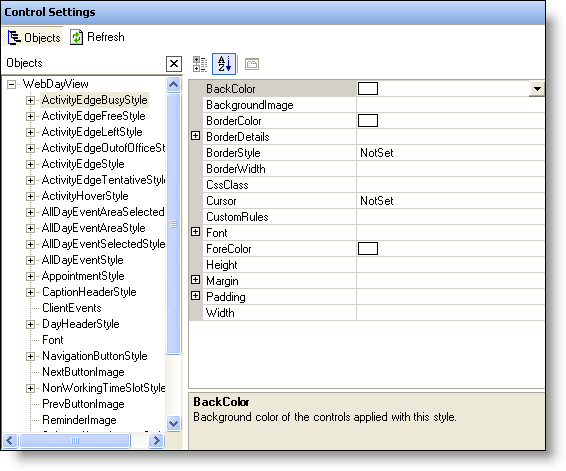 Control Settings
Objects Refresh
Objects
WebDayView
ActivityEdgeBusyStyle
ActivityEdgeFreeStyle
ActivityEdgeLeftStyle
ActivityEdgeOutofOfficeSt
ActivityEdgeStyle
ActivityEdgeTentativeStyle
ActivityHoverStyle
AllDayEventAreaSelected
AllDayEventAreaStyle
AllDayEventSelectedStyle
AllDayEventStyle
AppointmentStyle
CaptionHeaderStyle
ClientEvents
DayHeaderStyle
Font
NavigationButtonStyle
NextButtonImage
NonWorkingTimeSlotStyle
PrevButtonImage
ReminderImage
BackColor
BackgroundImage
BorderColor
BorderDetails
BorderStyle NotSet
BorderWidth
CssClass
Cursor NotSet
CustomRules
Font
ForeColor
Height
Margin
Padding
Width
BackColor
Background color of the controls applied with this style.